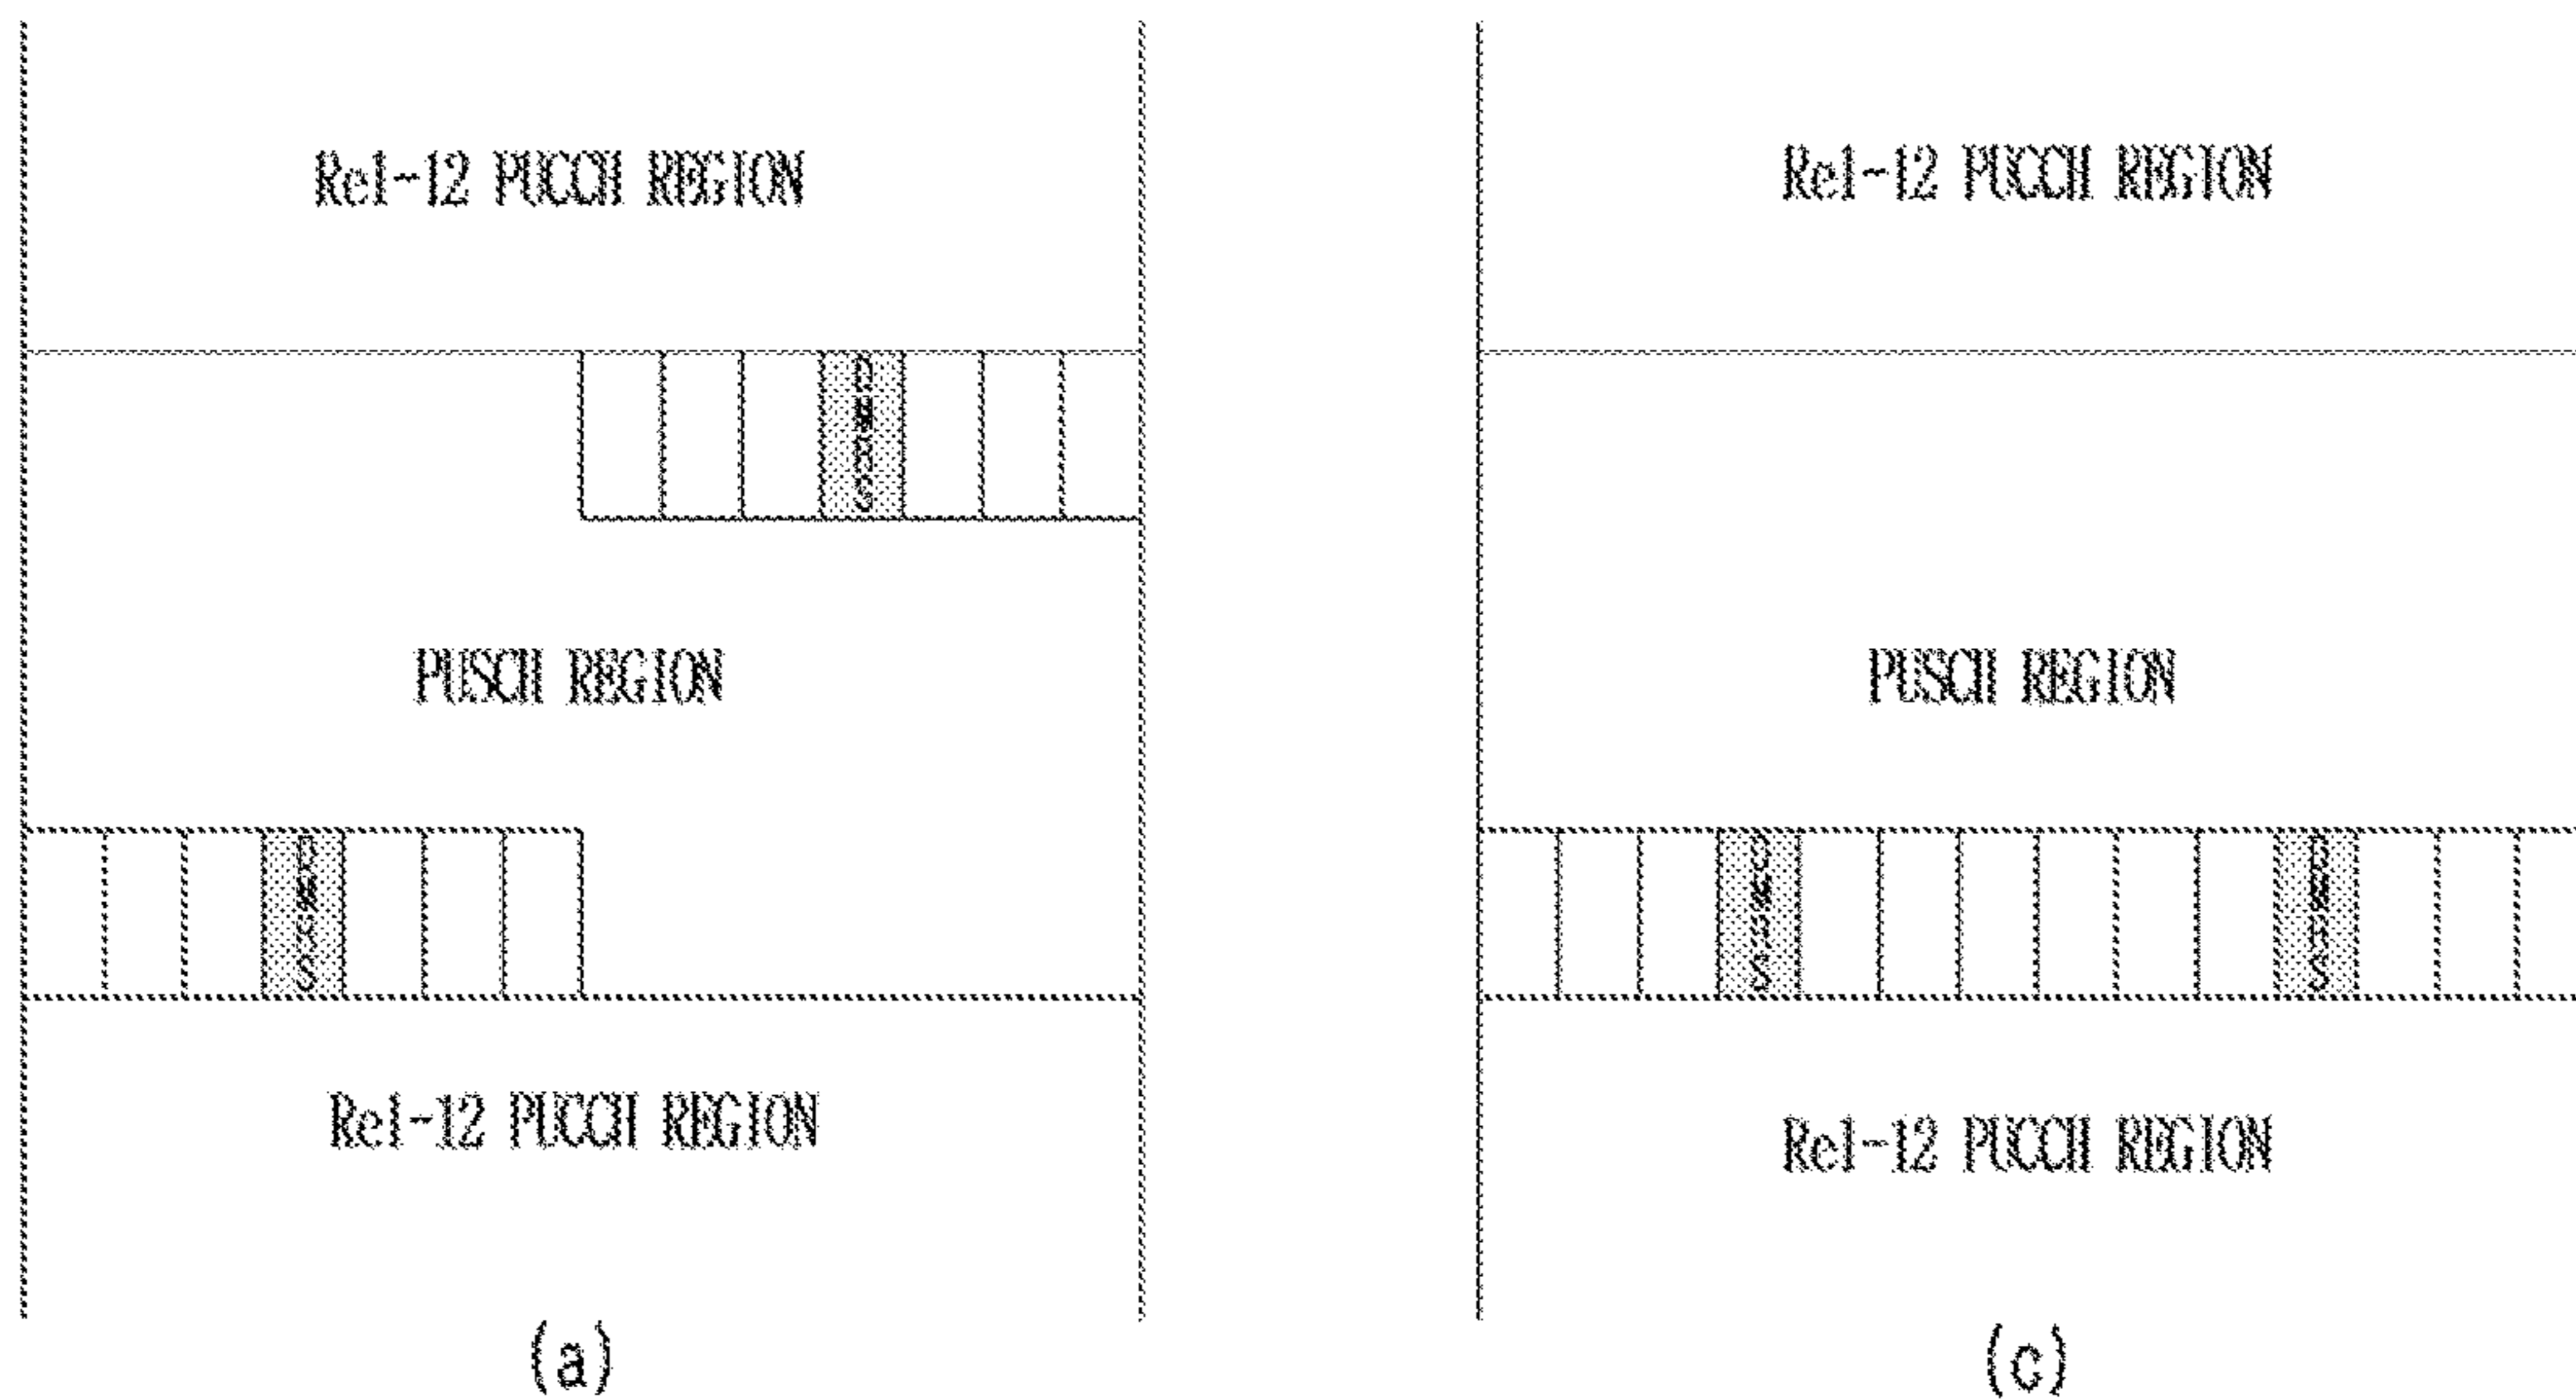 Rel-12 PUCCH REGION
DMRS
PUSCH REGION
DMRS
Rel-12 PUCCH REGION
(a)
Rel-12 PUCCH REGION
PUSCH REGION
DMRS
DMRS
Rel-12 PUCCH REGION
(c)